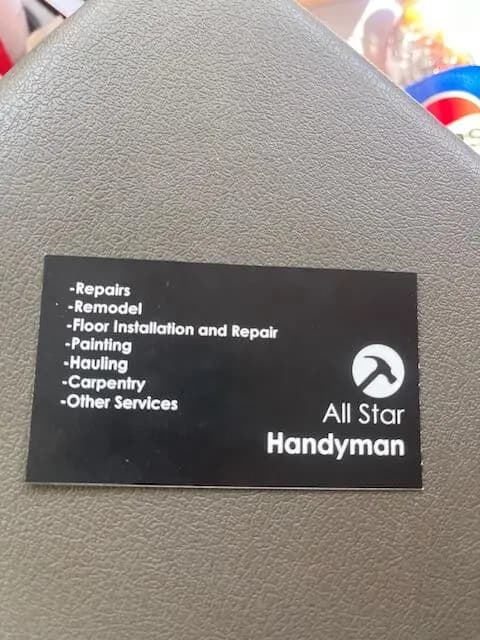 -Repairs
-Remodel
-Floor Installation and Repair
-Painting
-Hauling
-Carpentry
-Other Services
All Star
Handyman